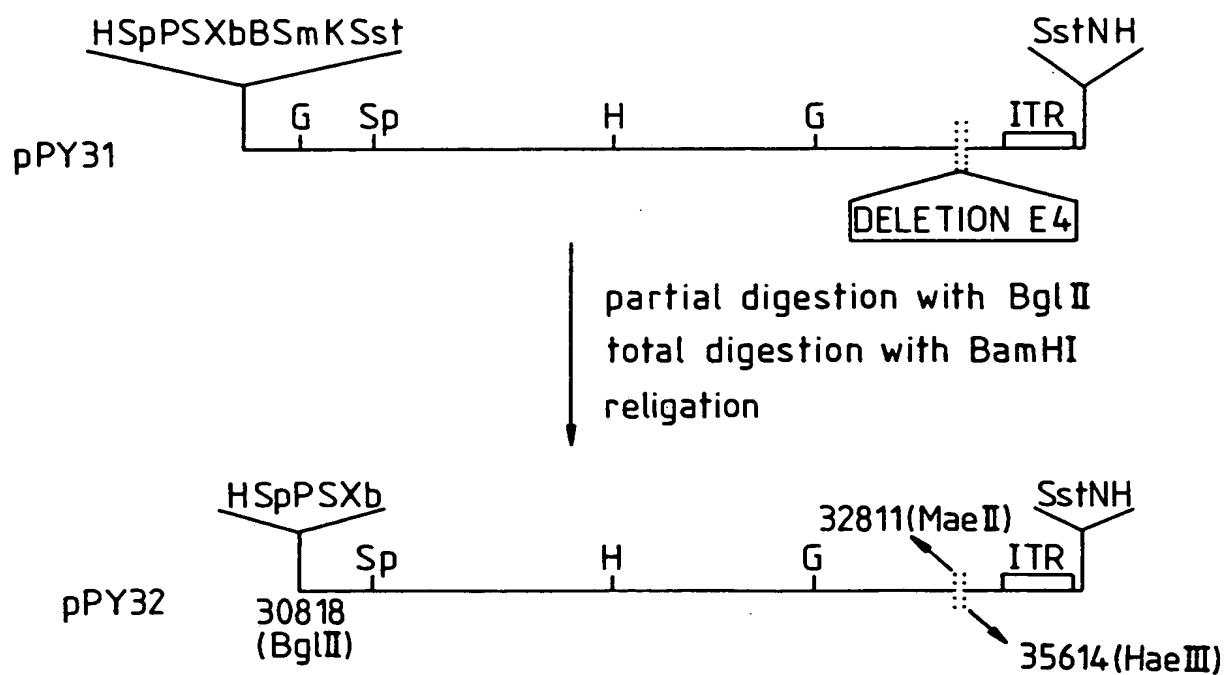 HSpPSXbBSmKSst
SstNH
G Sp H G ITR
pPY31
DELETION E4
partial digestion with BglII
total digestion with BamHI
religation
HSpPSXb
SstNH
32811(MaeII)
Sp H G ITR
pPY32
30818
(BglII)
35614(HaeIII)